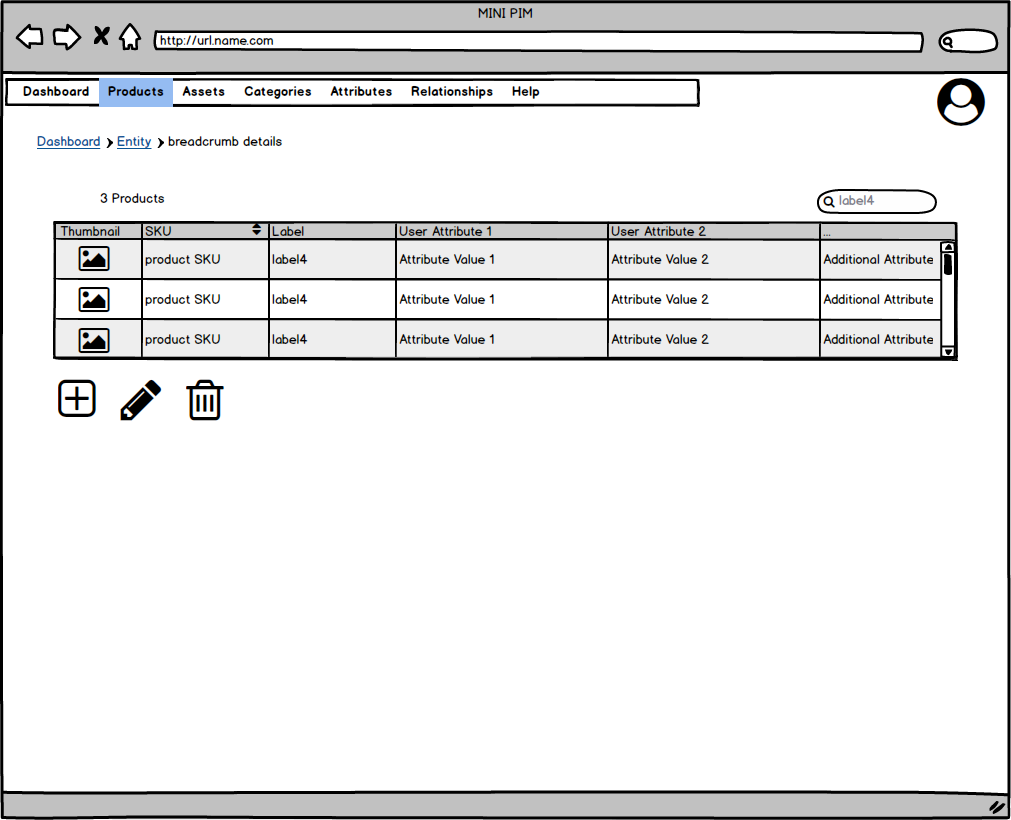 MINI PIM
http://url.name.com
Dashboard Products Assets Categories Attributes Relationships Help
Dashboard Entity breadcrumb details
3 Products
label4
Thumbnail SKU Label User Attribute 1 User Attribute 2 ...
product SKU label4 Attribute Value 1 Attribute Value 2 Additional Attribute
product SKU label4 Attribute Value 1 Attribute Value 2 Additional Attribute
product SKU label4 Attribute Value 1 Attribute Value 2 Additional Attribute